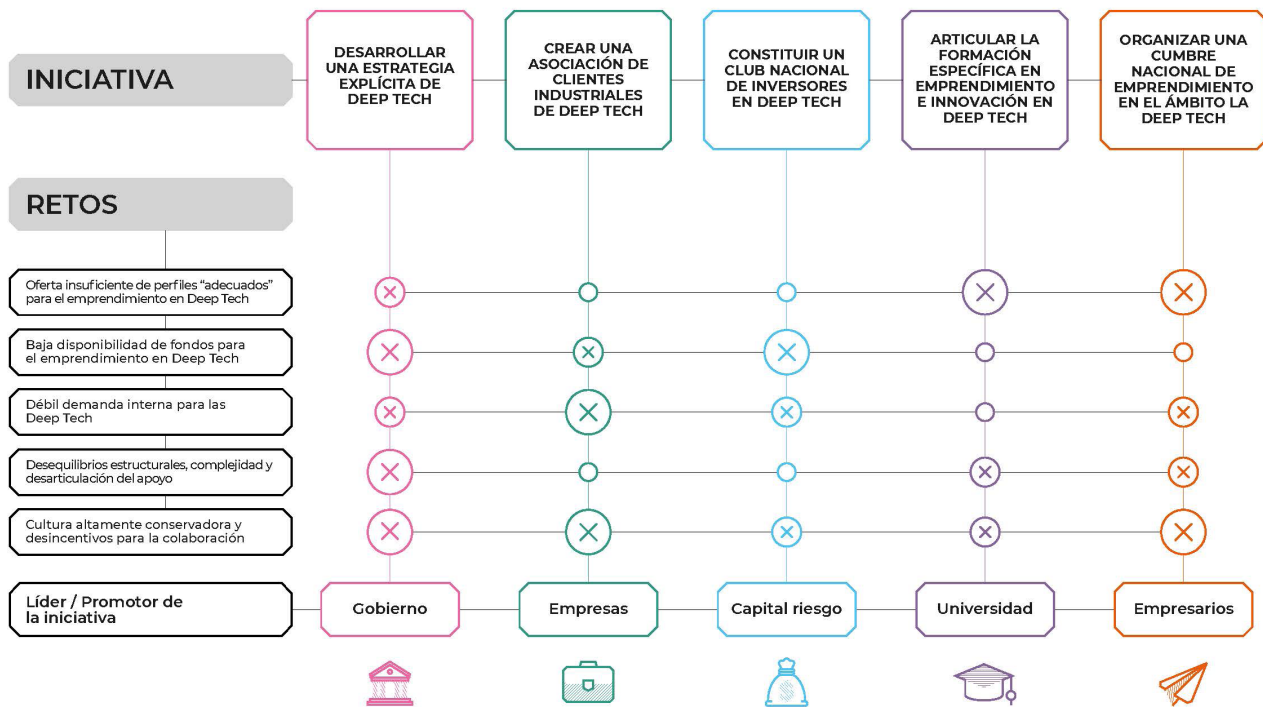 INICIATIVA
DESARROLLAR
UNA ESTRATEGIA
EXPLÍCITA DE
DEEP TECH
CREAR UNA
ASOCIACIÓN DE
CLIENTES
INDUSTRIALES
DE DEEP TECH
CONSTITUIR UN
CLUB NACIONAL
DE INVERSORES
EN DEEP TECH
ARTICULAR LA
FORMACIÓN
ESPECÍFICA EN
EMPRENDIMIENTO
E INNOVACIÓN EN
DEEP TECH
ORGANIZAR UNA
CUMBRE
NACIONAL DE
EMPRENDIMIENTO
EN EL ÁMBITO LA
DEEP TECH
RETOS
Oferta insuficiente de perfiles “adecuados”
para el emprendimiento en Deep Tech
Baja disponibilidad de fondos para
el emprendimiento en Deep Tech
Débil demanda interna para las
Deep Tech
Desequilibrios estructurales, complejidad y
desarticulación del apoyo
Cultura altamente conservadora y
desincentivos para la colaboración
Líder / Promotor de
la iniciativa
Gobierno
Empresas
Capital riesgo
Universidad
Empresarios